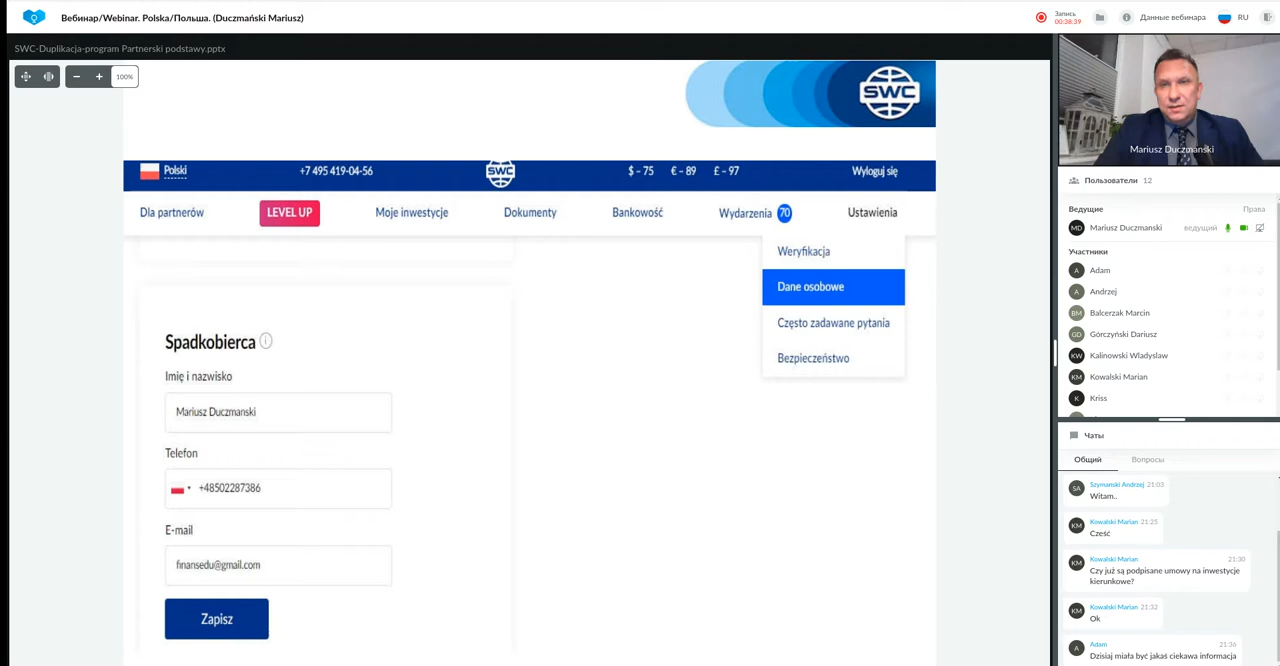 Вебинар/Webinar. Polska/Польша. (Duczmański Mariusz)
Запись
00:38:39
Данные вебинара
RU
SWC-Duplikacja-program Partnerski podstawy.pptx
100%
SWC
Polski
+7 495 419-04-56
SWC
$ – 75
€ – 89
£ – 97
Wyloguj się
Dla partnerów
LEVEL UP
Moje inwestycje
Dokumenty
Bankowość
Wydarzenia 70
Ustawienia
Weryfikacja
Dane osobowe
Często zadawane pytania
Bezpieczeństwo
Spadkobierca
Imię i nazwisko
Mariusz Duczmanski
Telefon
+48502287386
E-mail
finansedu@gmail.com
Zapisz
Mariusz Duczmanski
Пользователи 12
Ведущие
Права
MD Mariusz Duczmanski ведущий
Участники
A Adam
A Andrzej
BM Balcerzak Marcin
GD Górczyński Dariusz
KW Kalinowski Wladyslaw
KM Kowalski Marian
K Kriss
Чаты
Общий
Вопросы
SA Szymanski Andrzej 21:03
Witam..
KM Kowalski Marian 21:25
Cześć
KM Kowalski Marian 21:30
Czy już są podpisane umowy na inwestycje
kierunkowe?
KM Kowalski Marian 21:32
Ok
A Adam 21:36
Dzisiaj miała być jakaś ciekawa informacja